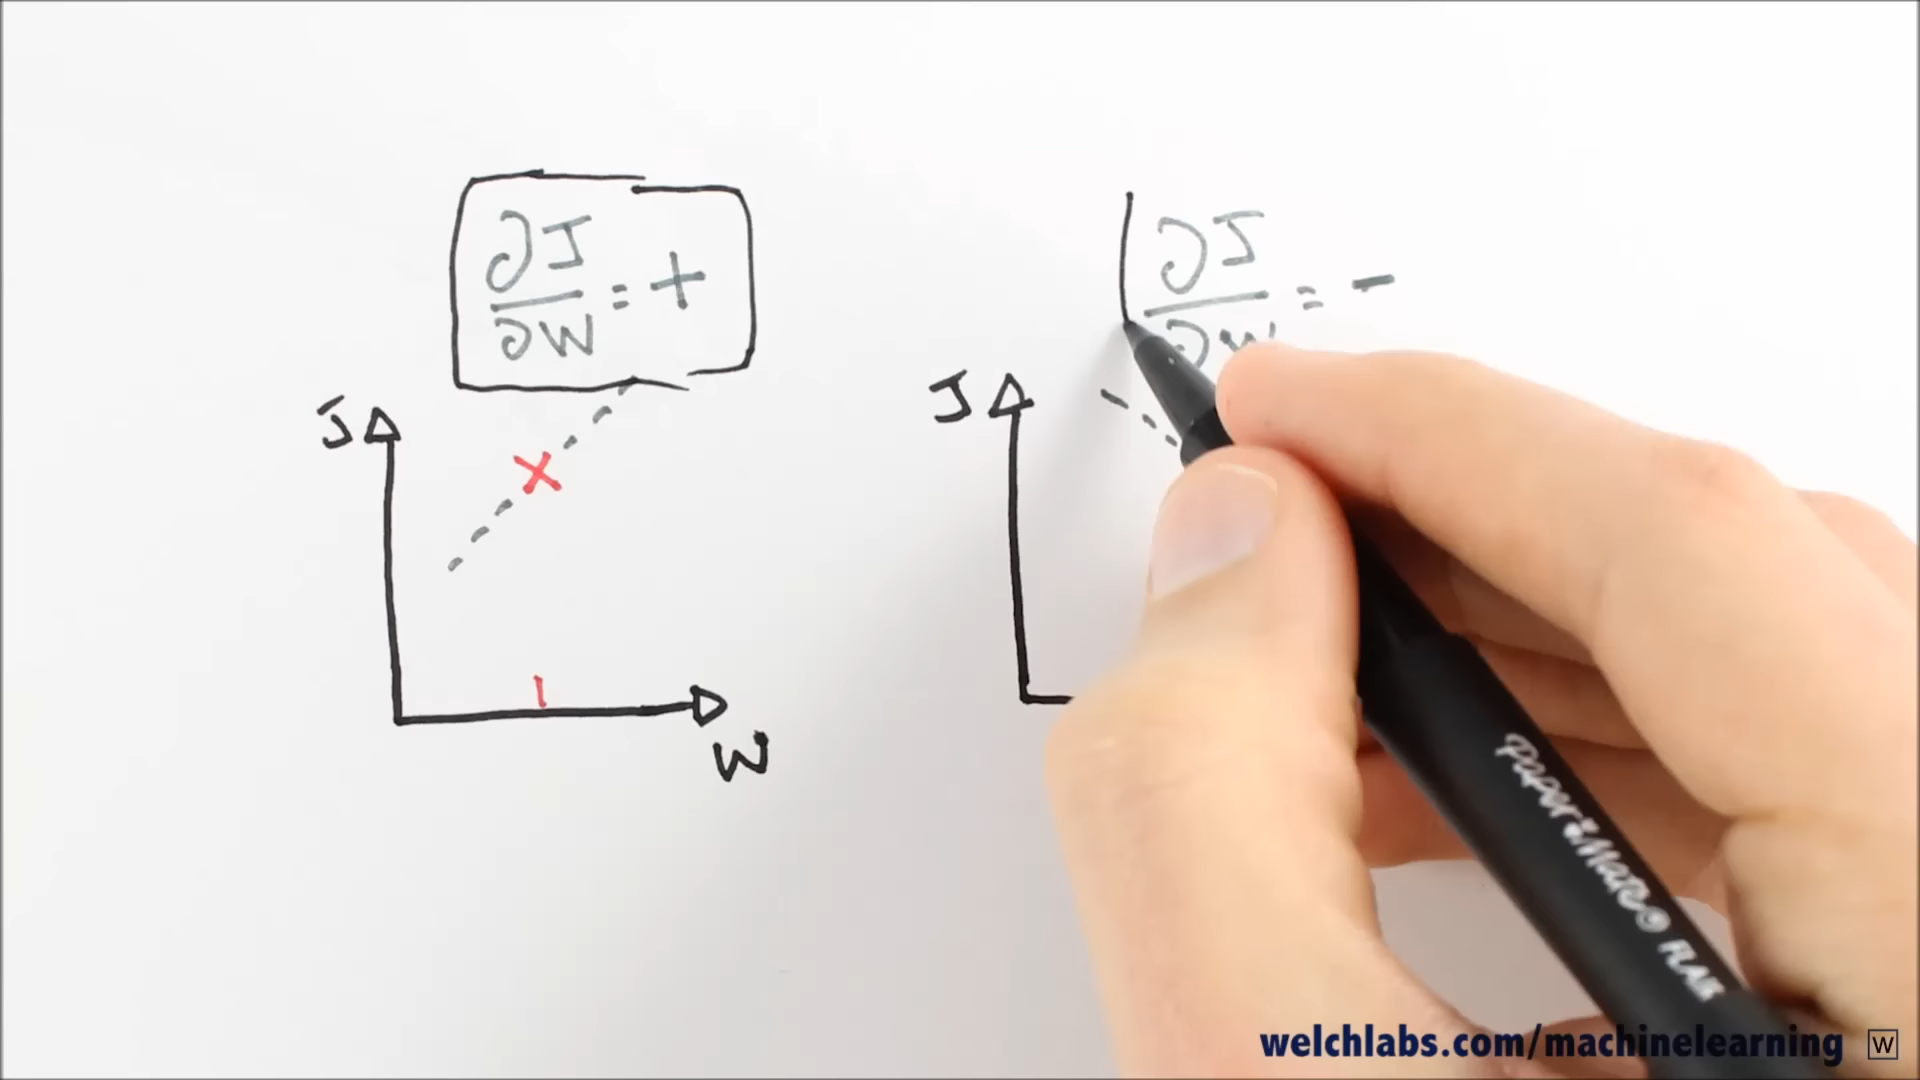 ∂J/∂W = +
∂J/∂W = -
J
W
J
PaperMate® FLAIR
welchlabs.com/machinelearning
W